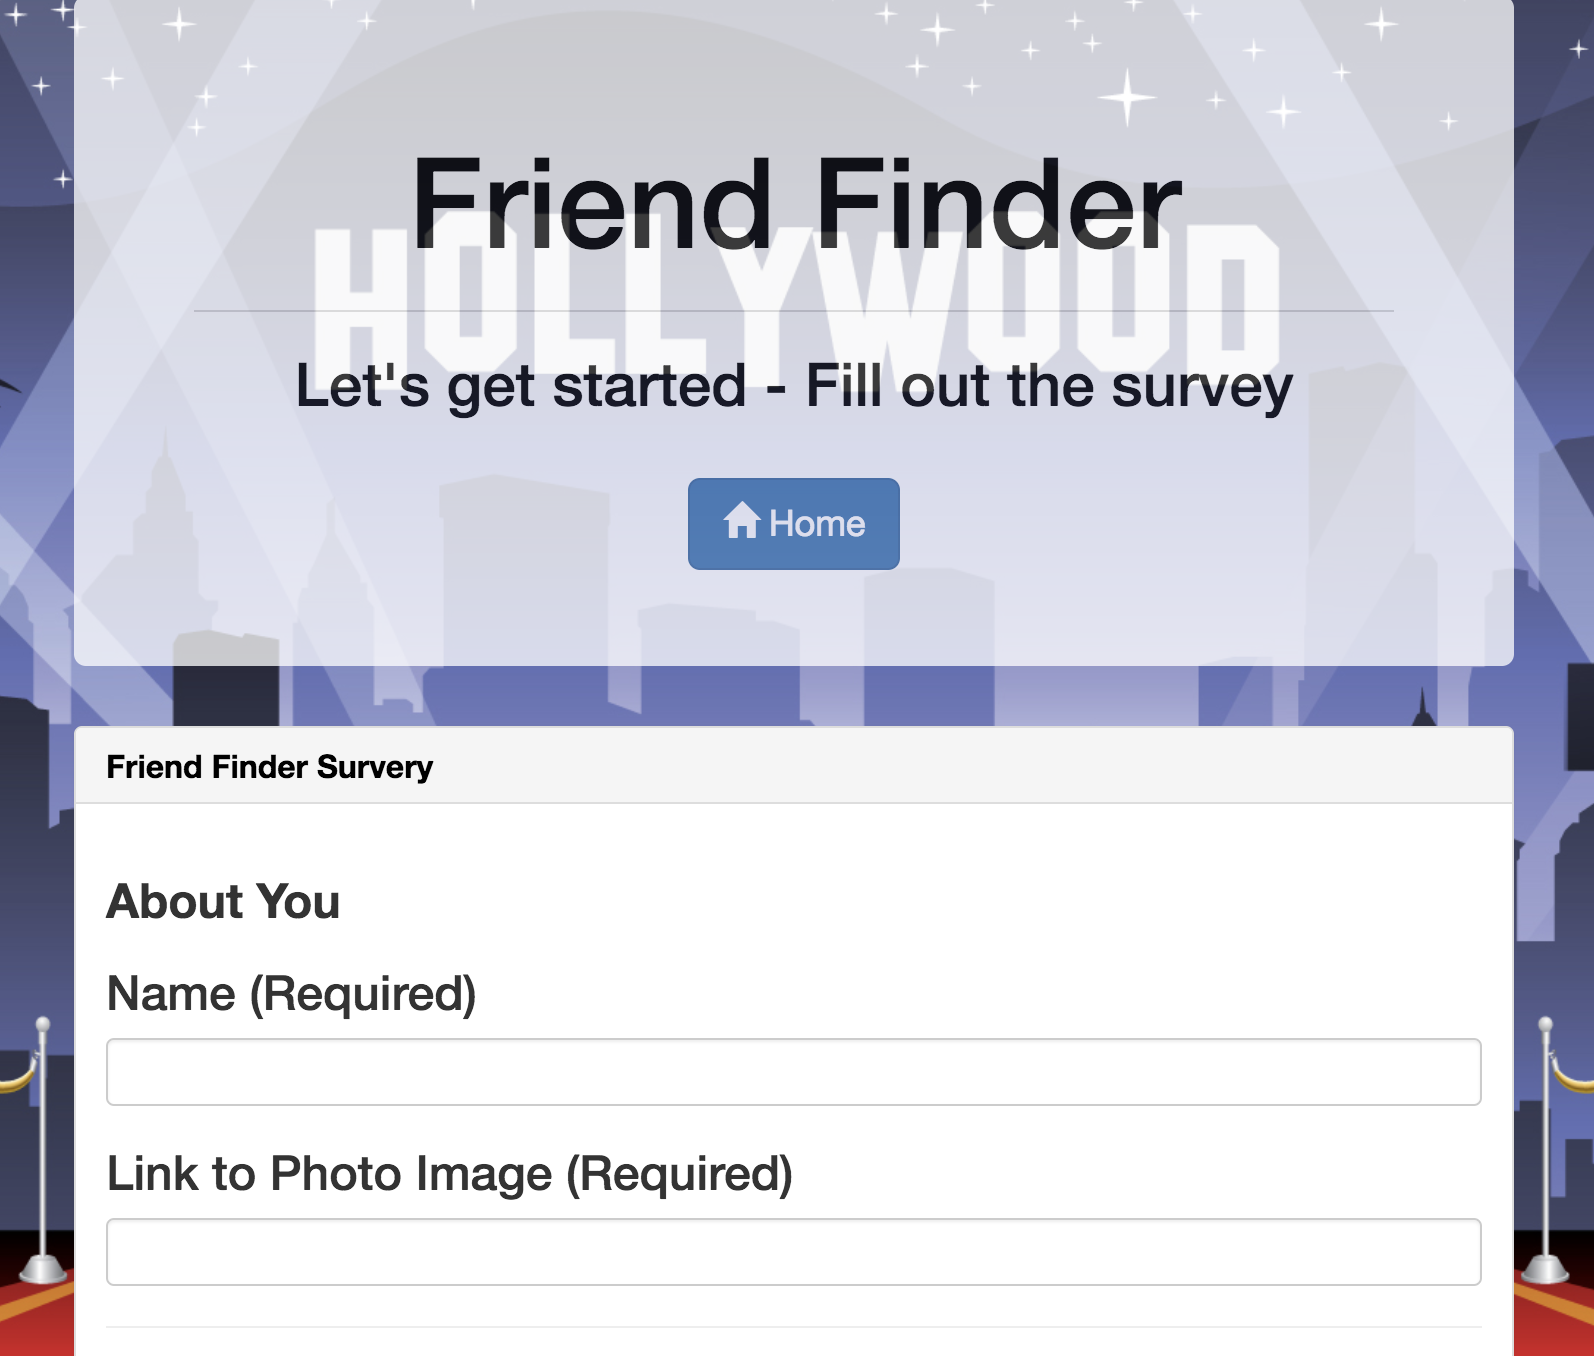 Friend Finder
HOLLYWOOD
Let's get started - Fill out the survey
Home
Friend Finder Survery
About You
Name (Required)
Link to Photo Image (Required)